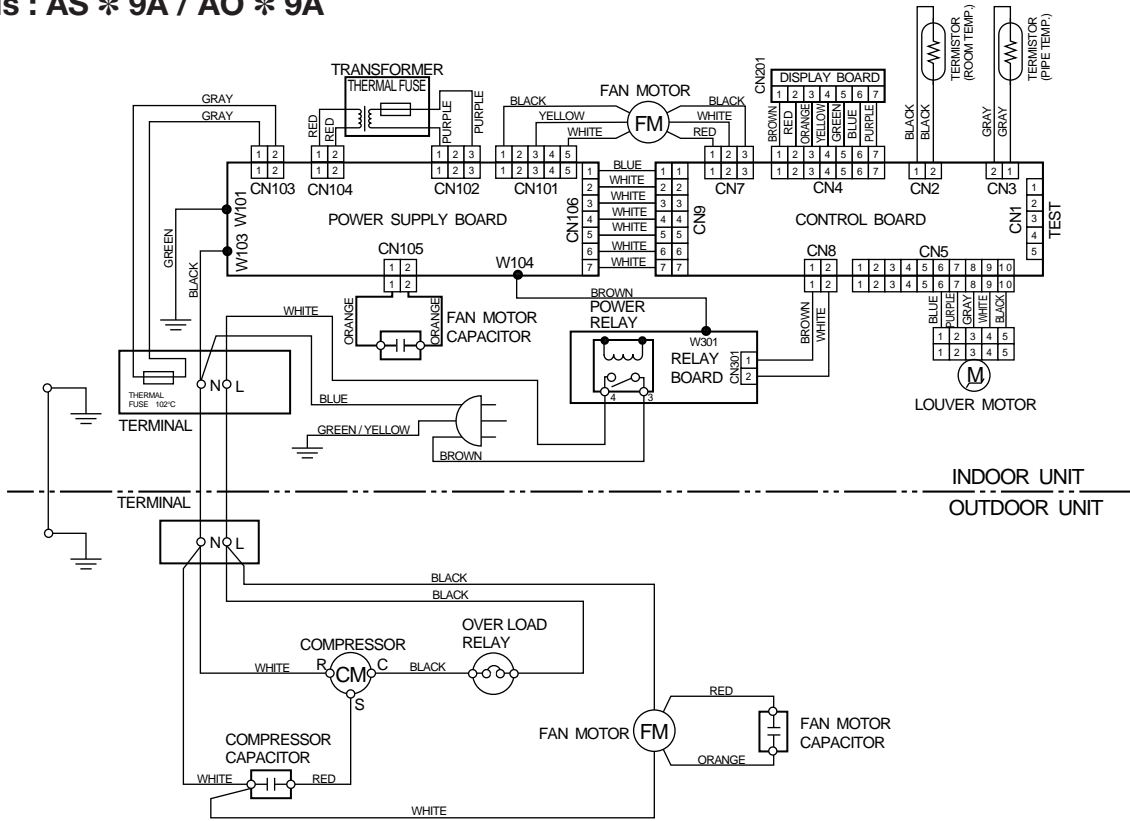 ls : AS ✻ 9A / AO ✻ 9A
TRANSFORMER
THERMAL FUSE
GRAY
GRAY
RED
RED
PURPLE
PURPLE
BLACK
YELLOW
WHITE
FAN MOTOR
FM
BLACK
WHITE
RED
CN201
DISPLAY BOARD
1 2 3 4 5 6 7
BROWN
RED
ORANGE
YELLOW
GREEN
BLUE
PURPLE
BLACK
BLACK
TERMISTOR
(ROOM TEMP.)
GRAY
GRAY
TERMISTOR
(PIPE TEMP.)
1 2
1 2
CN103
1 2
1 2
CN104
1 2 3
1 2 3
CN102
1 2 3 4 5
1 2 3 4 5
CN101
1 2 3
1 2 3
CN7
1 2 3 4 5 6 7
1 2 3 4 5 6 7
CN4
1 2
1 2
CN2
2 1
2 1
CN3
W101
W103
POWER SUPPLY BOARD
CN106
1 2 3 4 5 6 7
BLUE
WHITE
WHITE
WHITE
WHITE
WHITE
WHITE
1 1
2 2
3 3
4 4
5 5
6 6
7 7
CN9
CONTROL BOARD
CN1
1 2 3 4 5
TEST
GREEN
BLACK
CN105
1 2
1 2
W104
CN8
1 2
1 2
CN5
1 2 3 4 5 6 7 8 9 10
1 2 3 4 5 6 7 8 9 10
ORANGE
ORANGE
FAN MOTOR
CAPACITOR
WHITE
BROWN
POWER
RELAY
W301
RELAY
BOARD
CN301
1
2
4 3
BROWN
WHITE
BLUE
PURPLE
GRAY
WHITE
BLACK
1 2 3 4 5
1 2 3 4 5
M
LOUVER MOTOR
THERMAL
FUSE 102°C
N L
TERMINAL
BLUE
GREEN / YELLOW
BROWN
INDOOR UNIT
OUTDOOR UNIT
TERMINAL
N L
BLACK
BLACK
OVER LOAD
RELAY
COMPRESSOR
WHITE
R
CM
C
S
BLACK
COMPRESSOR
CAPACITOR
WHITE
RED
WHITE
FAN MOTOR
FM
RED
ORANGE
FAN MOTOR
CAPACITOR